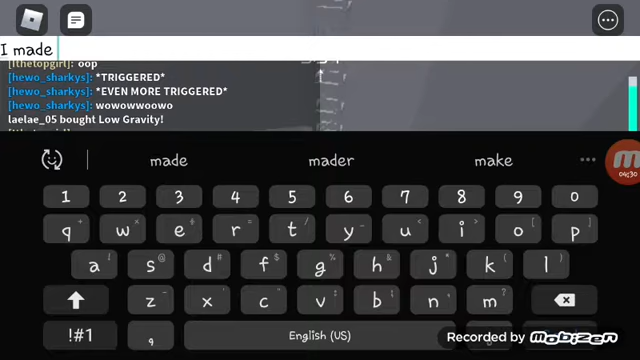 I made
oop
[hewo_sharkys]: *TRIGGERED*
[hewo_sharkys]: *EVEN MORE TRIGGERED*
[hewo_sharkys]: wowowwoowo
laelae_05 bought Low Gravity!
made mader make
04:30
1 2 3 4 5 6 7 8 9 0
q w e r t y u i o p
a s d f g h j k l
z x c v b n m
!#1 , English (US)
Recorded by Mobizen